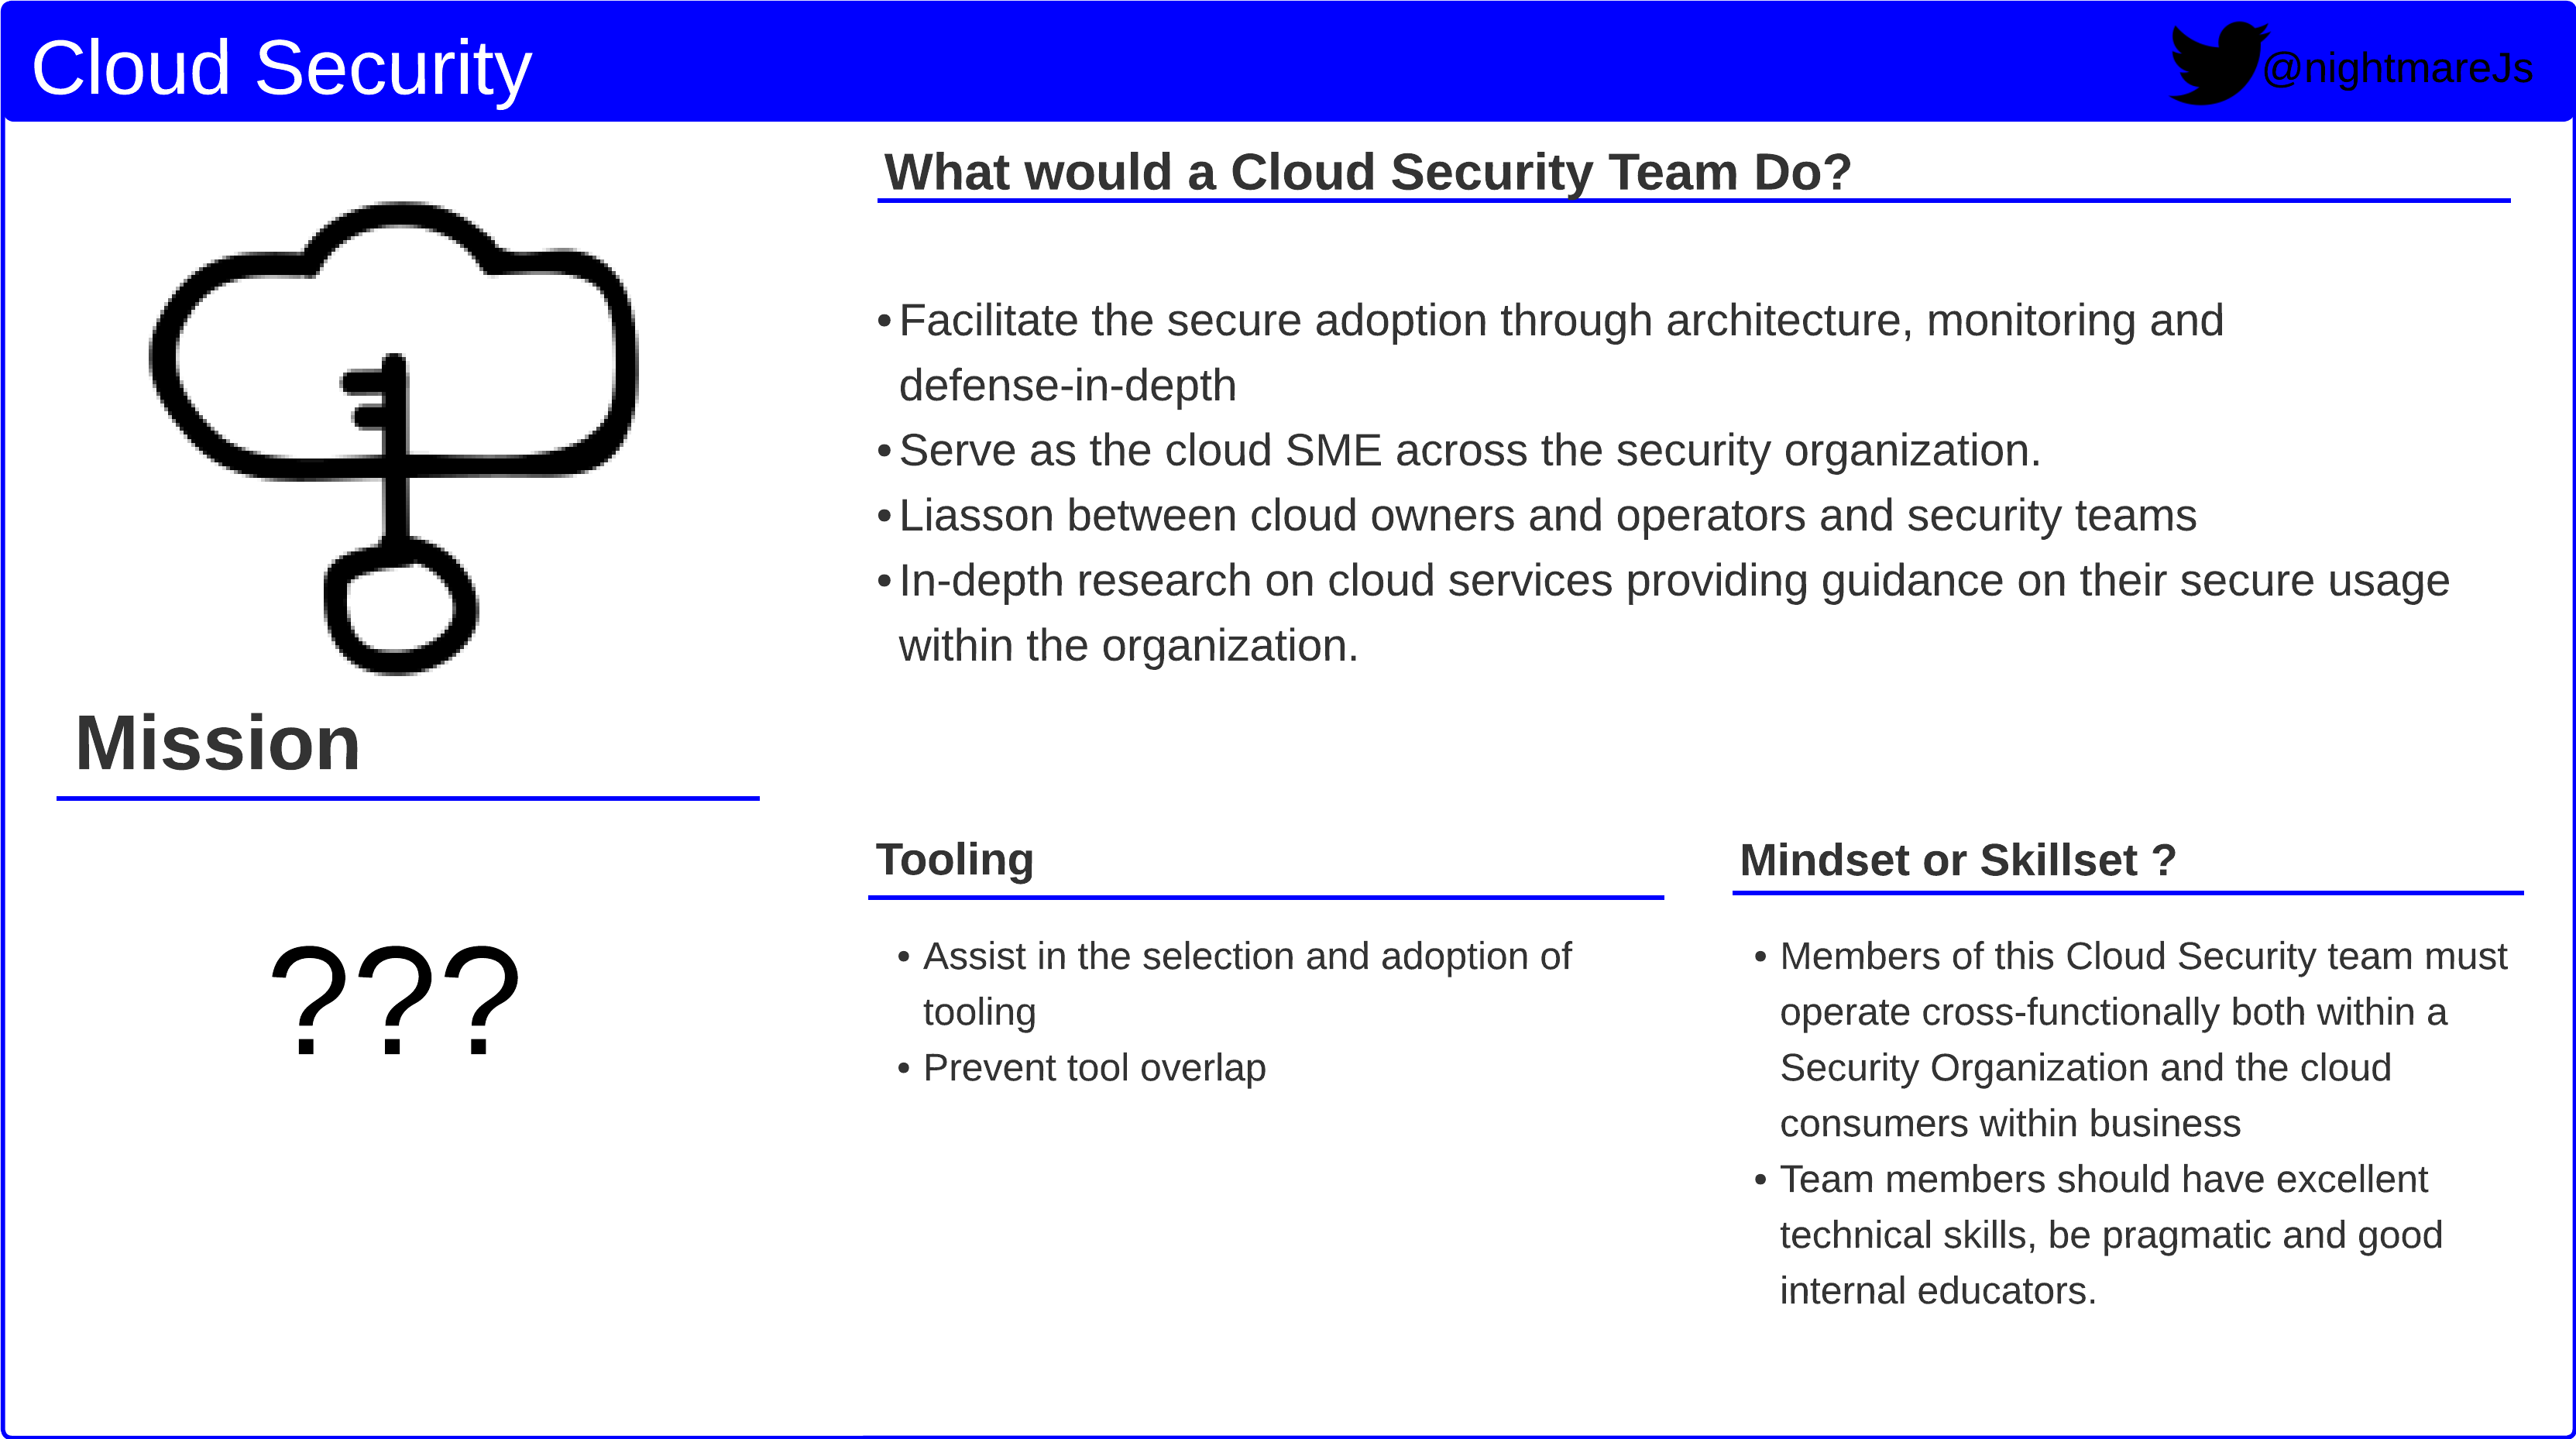 Cloud Security
@nightmareJs
What would a Cloud Security Team Do?
• Facilitate the secure adoption through architecture, monitoring and
defense-in-depth
• Serve as the cloud SME across the security organization.
• Liasson between cloud owners and operators and security teams
• In-depth research on cloud services providing guidance on their secure usage
within the organization.
Mission
???
Tooling
• Assist in the selection and adoption of
tooling
• Prevent tool overlap
Mindset or Skillset ?
• Members of this Cloud Security team must
operate cross-functionally both within a
Security Organization and the cloud
consumers within business
• Team members should have excellent
technical skills, be pragmatic and good
internal educators.